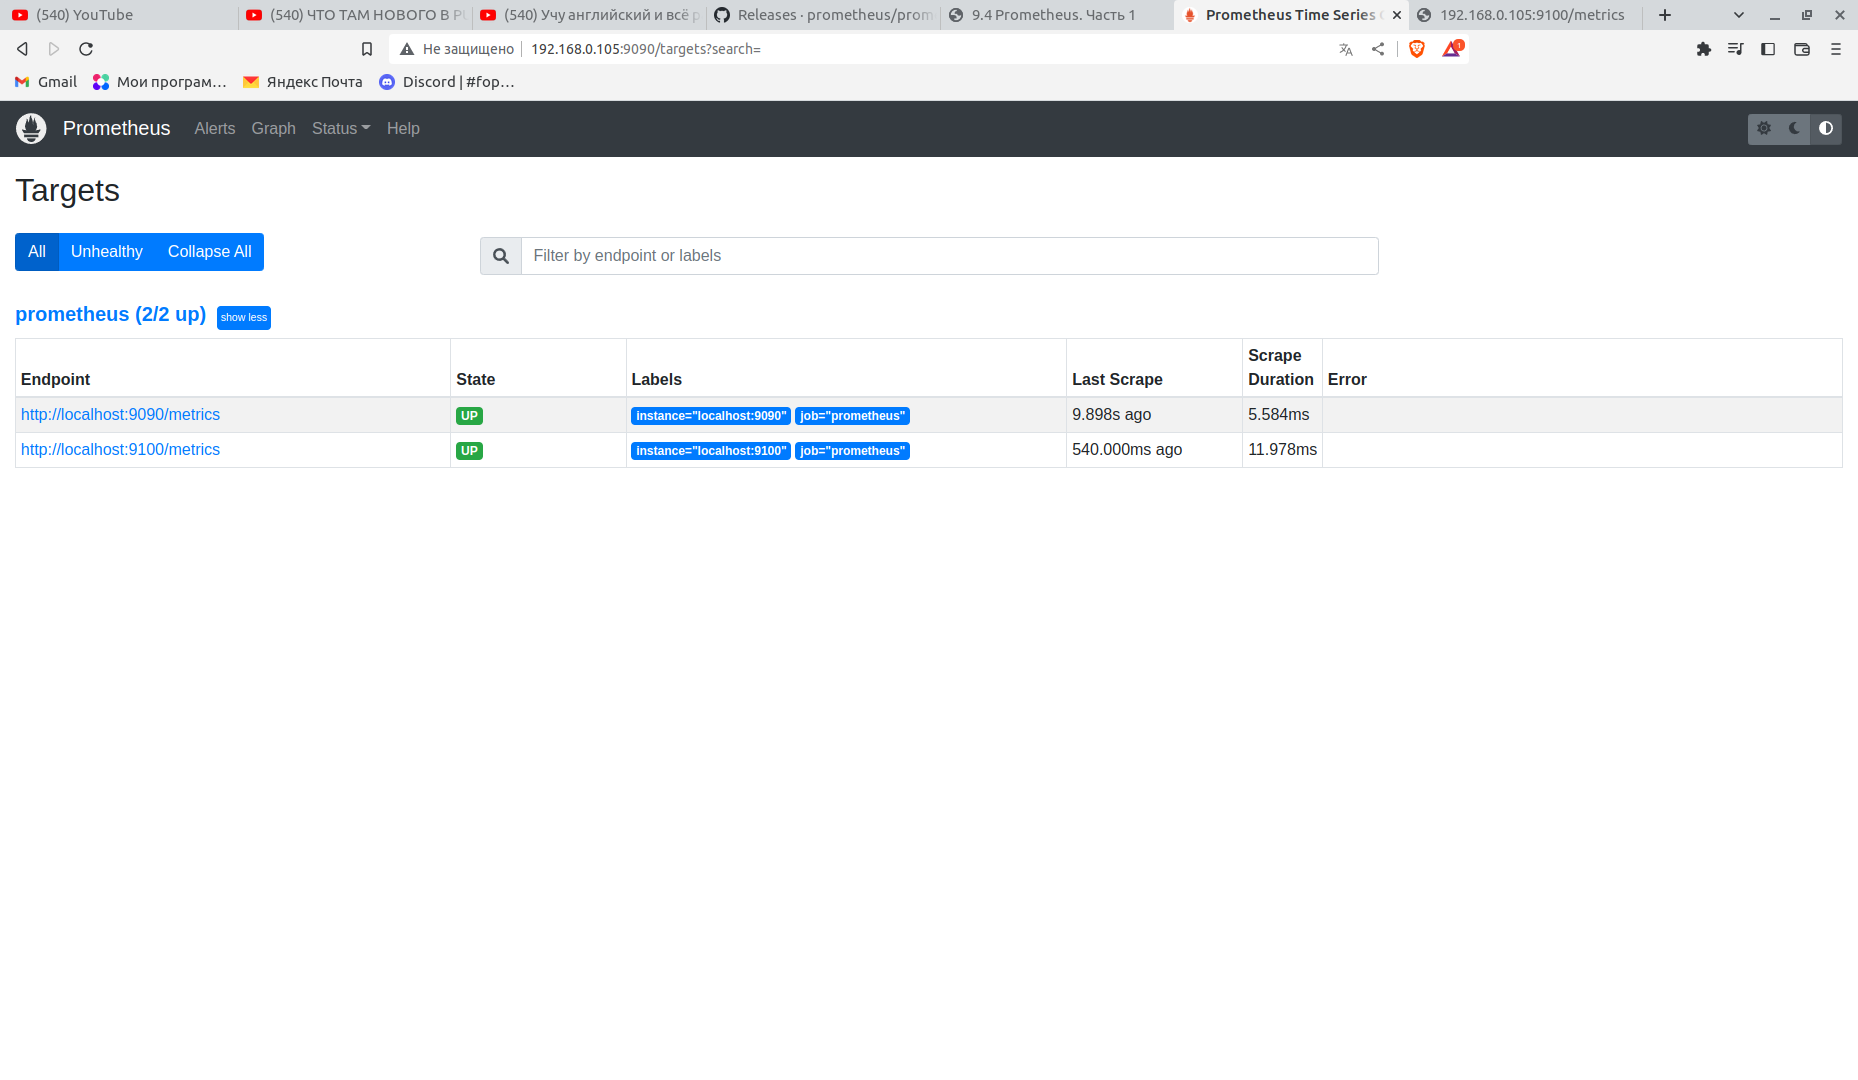 (540) YouTube
(540) ЧТО ТАМ НОВОГО В
(540) Учу английский и всё
Releases · prometheus/prom
9.4 Prometheus. Часть 1
Prometheus Time Series
192.168.0.105:9100/metrics
Не защищено
192.168.0.105:9090/targets?search=
1
Gmail
Мои програм…
Яндекс Почта
Discord | #фор…
Prometheus
Alerts
Graph
Status
Help
Targets
All
Unhealthy
Collapse All
Filter by endpoint or labels
prometheus (2/2 up)
show less
Endpoint
State
Labels
Last Scrape
Scrape Duration
Error
http://localhost:9090/metrics
UP
instance="localhost:9090" job="prometheus"
9.898s ago
5.584ms
http://localhost:9100/metrics
UP
instance="localhost:9100" job="prometheus"
540.000ms ago
11.978ms